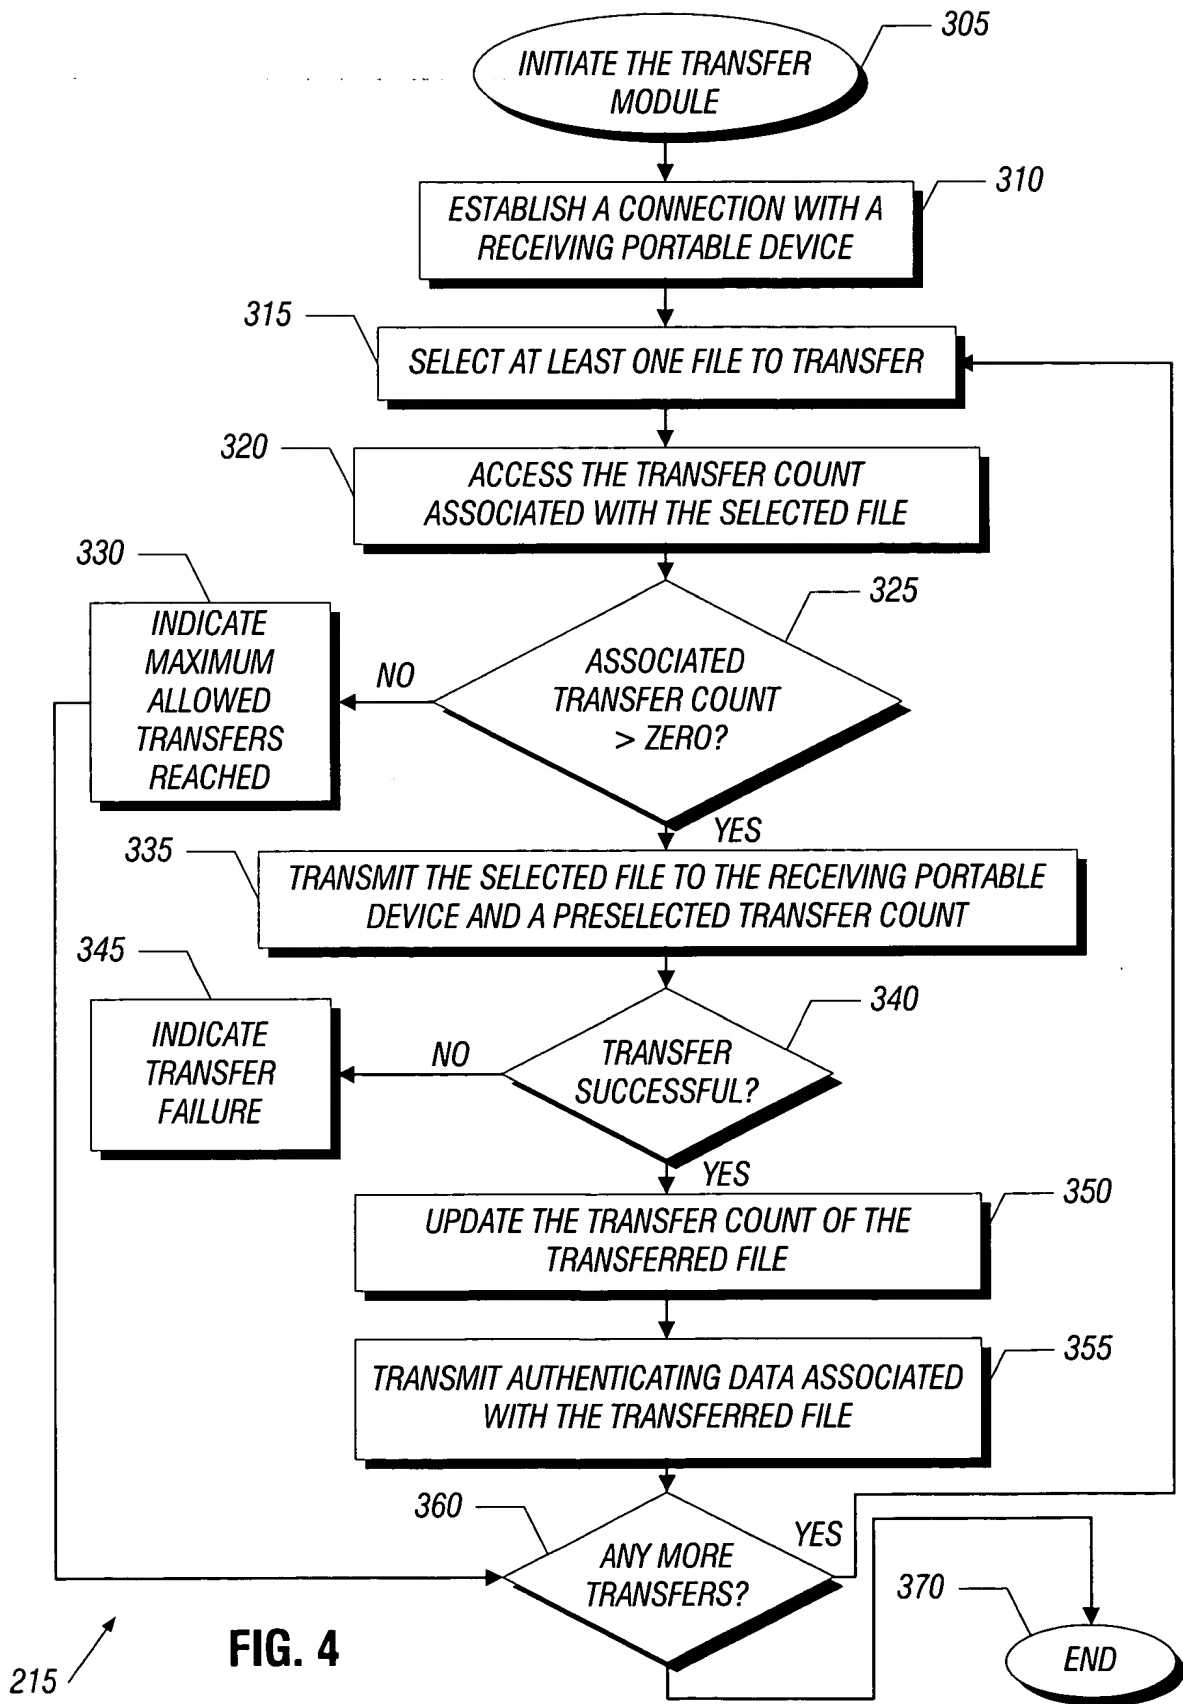 305
INITIATE THE TRANSFER
MODULE
310
ESTABLISH A CONNECTION WITH A
RECEIVING PORTABLE DEVICE
315
SELECT AT LEAST ONE FILE TO TRANSFER
320
ACCESS THE TRANSFER COUNT
ASSOCIATED WITH THE SELECTED FILE
330
INDICATE
MAXIMUM
ALLOWED
TRANSFERS
REACHED
NO
325
ASSOCIATED
TRANSFER COUNT
> ZERO?
YES
335
TRANSMIT THE SELECTED FILE TO THE RECEIVING PORTABLE
DEVICE AND A PRESELECTED TRANSFER COUNT
345
INDICATE
TRANSFER
FAILURE
NO
340
TRANSFER
SUCCESSFUL?
YES
350
UPDATE THE TRANSFER COUNT OF THE
TRANSFERRED FILE
355
TRANSMIT AUTHENTICATING DATA ASSOCIATED
WITH THE TRANSFERRED FILE
360
YES
ANY MORE
TRANSFERS?
370
END
FIG. 4
215